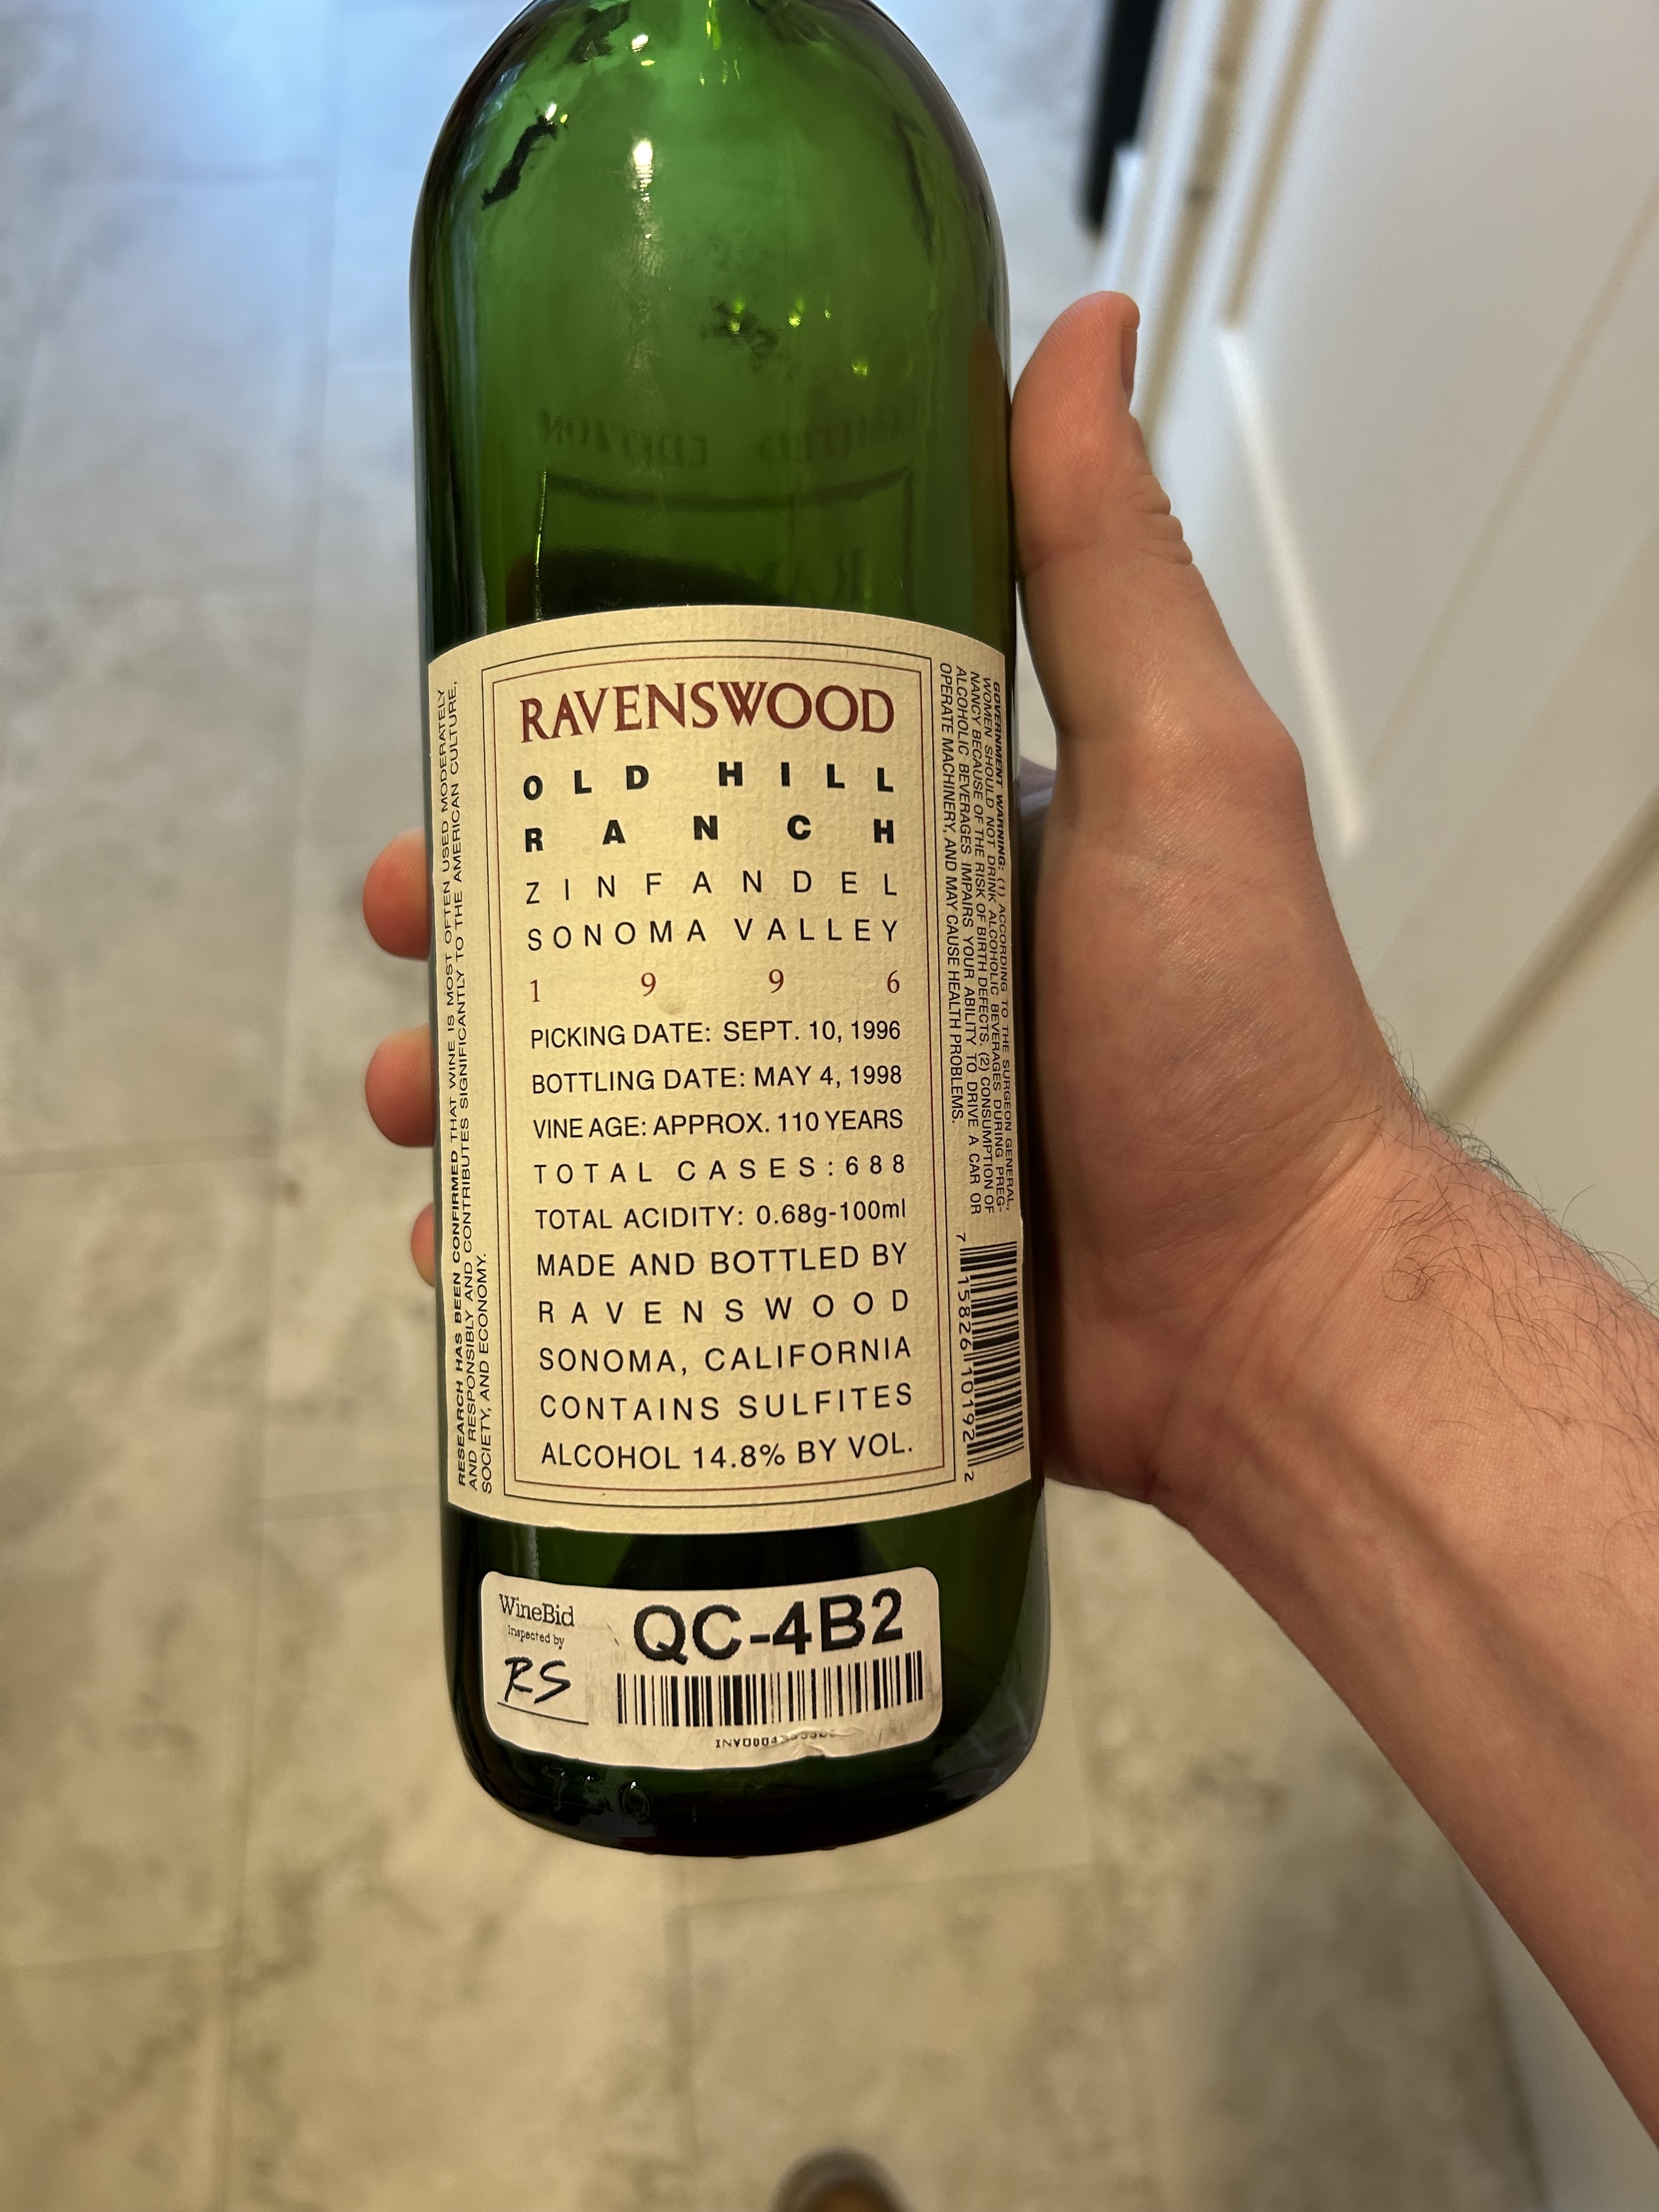 LIMITED EDITION
RAVENSWOOD
OLD HILL
RANCH
ZINFANDEL
SONOMA VALLEY
1996
PICKING DATE: SEPT. 10, 1996
BOTTLING DATE: MAY 4, 1998
VINE AGE: APPROX. 110 YEARS
TOTAL CASES: 688
TOTAL ACIDITY: 0.68g-100ml
MADE AND BOTTLED BY
RAVENSWOOD
SONOMA, CALIFORNIA
CONTAINS SULFITES
ALCOHOL 14.8% BY VOL.
RESEARCH HAS BEEN CONFIRMED THAT WINE IS MOST OFTEN USED MODERATELY
AND RESPONSIBLY AND CONTRIBUTES SIGNIFICANTLY TO THE AMERICAN CULTURE,
SOCIETY, AND ECONOMY.
GOVERNMENT WARNING: (1) ACCORDING TO THE SURGEON GENERAL,
WOMEN SHOULD NOT DRINK ALCOHOLIC BEVERAGES DURING PREG-
NANCY BECAUSE OF THE RISK OF BIRTH DEFECTS. (2) CONSUMPTION OF
ALCOHOLIC BEVERAGES IMPAIRS YOUR ABILITY TO DRIVE A CAR OR
OPERATE MACHINERY, AND MAY CAUSE HEALTH PROBLEMS.
7 15826 10192 2
WineBid
Inspected by
RS
QC-4B2
750